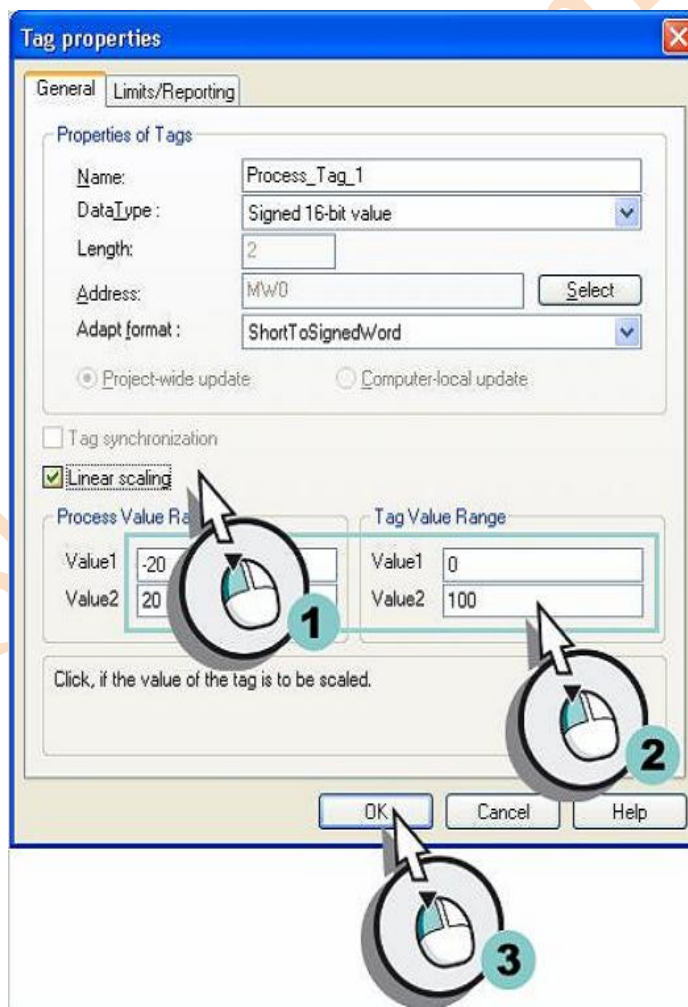 Tag properties
General Limits/Reporting
Properties of Tags
Name: Process_Tag_1
DataType : Signed 16-bit value
Length: 2
Address: MW0 Select
Adapt format : ShortToSignedWord
Project-wide update Computer-local update
Tag synchronization
Linear scaling
Process Value Tag Value Range
Value1 -20 Value1 0
Value2 20 Value2 100
1
Click, if the value of the tag is to be scaled.
2
OK Cancel Help
3